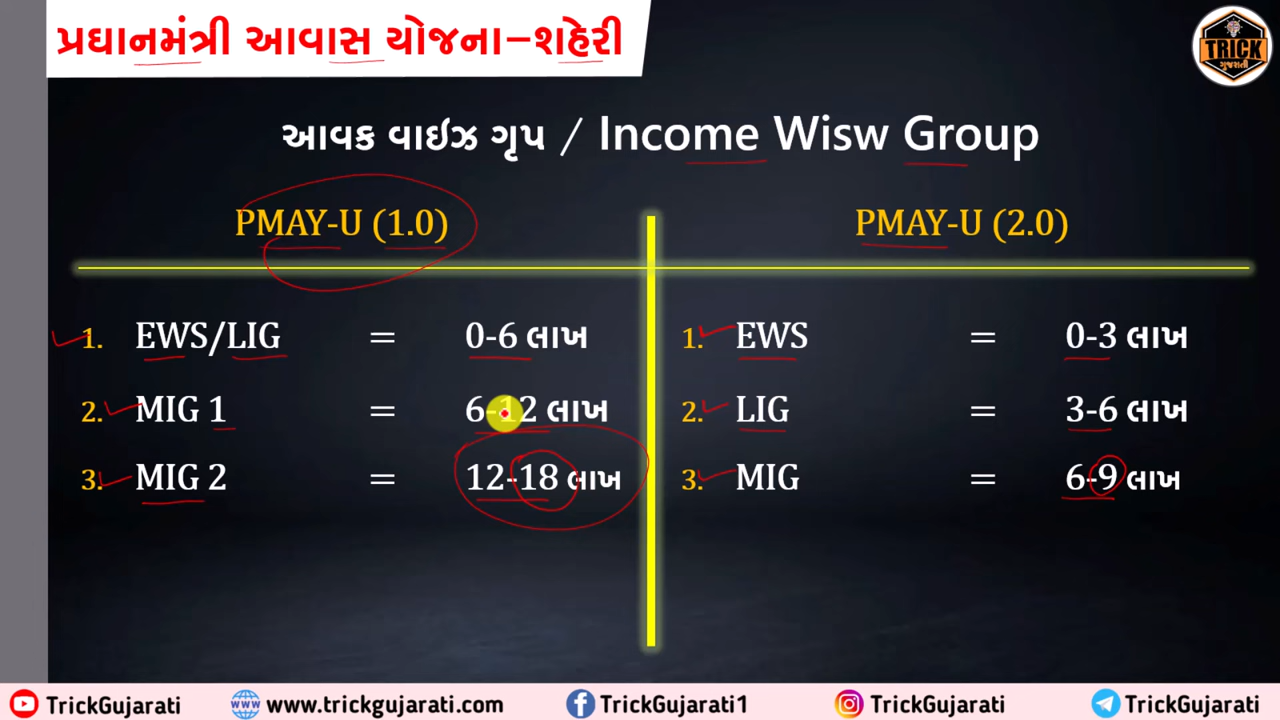 પ્રધાનમંત્રી આવાસ યોજના–શહેરી
TRICK
ગુજરાતી
આવક વાઇઝ ગૃપ / Income Wisw Group
PMAY-U (1.0)
1. EWS/LIG = 0-6 લાખ
2. MIG 1 = 6-12 લાખ
3. MIG 2 = 12-18 લાખ
PMAY-U (2.0)
1. EWS = 0-3 લાખ
2. LIG = 3-6 લાખ
3. MIG = 6-9 લાખ
TrickGujarati www www.trickgujarati.com TrickGujarati1 TrickGujarati TrickGujarati